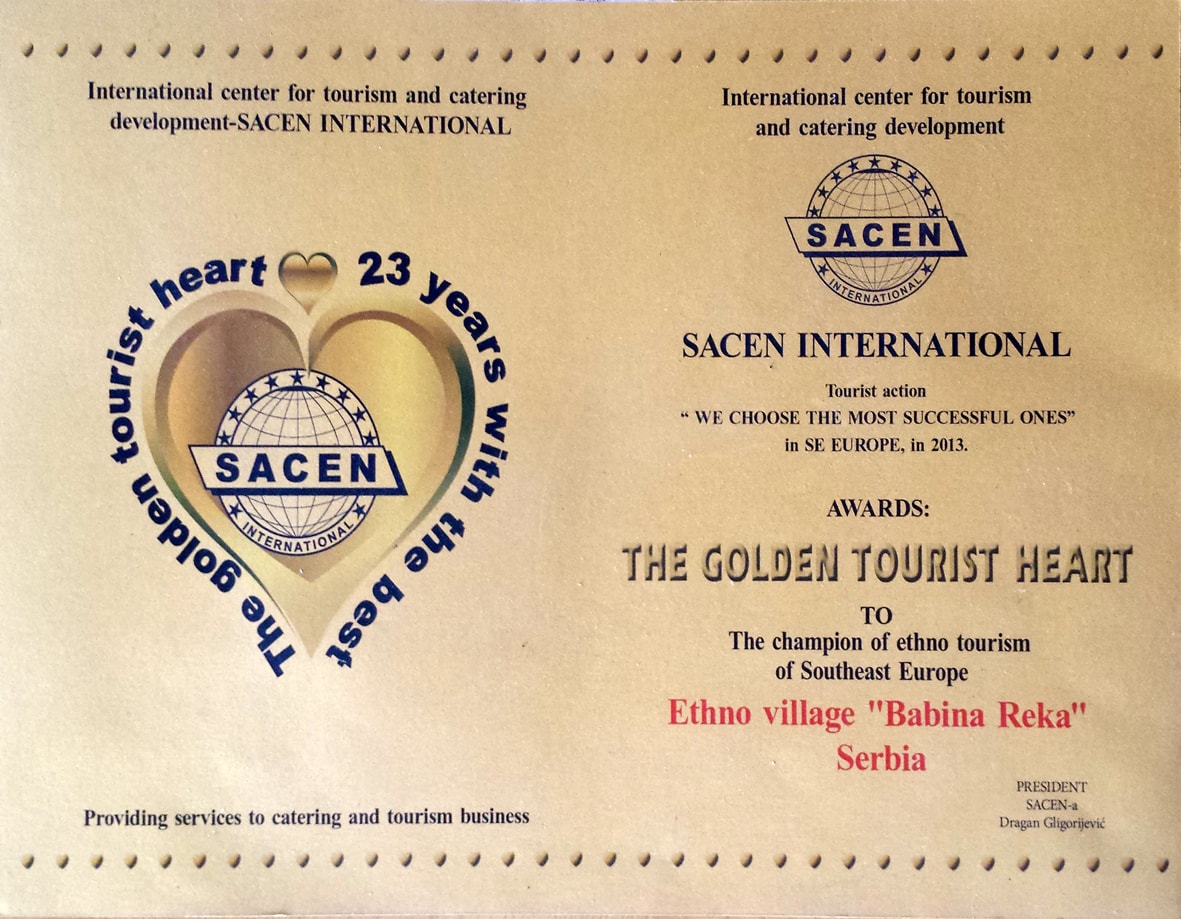 International center for tourism and catering
development-SACEN INTERNATIONAL
The golden tourist heart 23 years with the best
SACEN
INTERNATIONAL
Providing services to catering and tourism business
International center for tourism
and catering development
SACEN
INTERNATIONAL
SACEN INTERNATIONAL
Tourist action
“ WE CHOOSE THE MOST SUCCESSFUL ONES”
in SE EUROPE, in 2013.
AWARDS:
THE GOLDEN TOURIST HEART
TO
The champion of ethno tourism
of Southeast Europe
Ethno village "Babina Reka"
Serbia
PRESIDENT
SACEN-a
Dragan Gligorijević